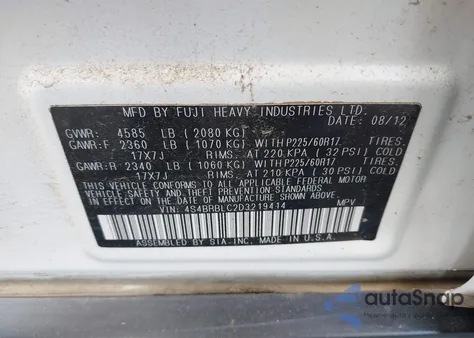 MFD BY FUJI HEAVY INDUSTRIES LTD.
DATE: 08/12
GVWR: 4585 LB (2080 KG)
GAWR:F. 2360 LB (1070 KG) WITH P225/60R17 TIRES.
17X7J RIMS. AT 220 KPA (32 PSI) COLD
GAWR:R. 2340 LB (1060 KG) WITH P225/60R17 TIRES.
17X7J RIMS. AT 210 KPA (30 PSI) COLD
THIS VEHICLE CONFORMS TO ALL APPLICABLE FEDERAL MOTOR
VEHICLE SAFETY AND BUMPER STANDARDS IN EFFECT ON THE
DATE OF MANUFACTURE SHOWN ABOVE.
VIN: 4S4BRBLC2D3219414 MPV
ASSEMBLED BY SIA.INC. MADE IN U.S.A.
autoSnap